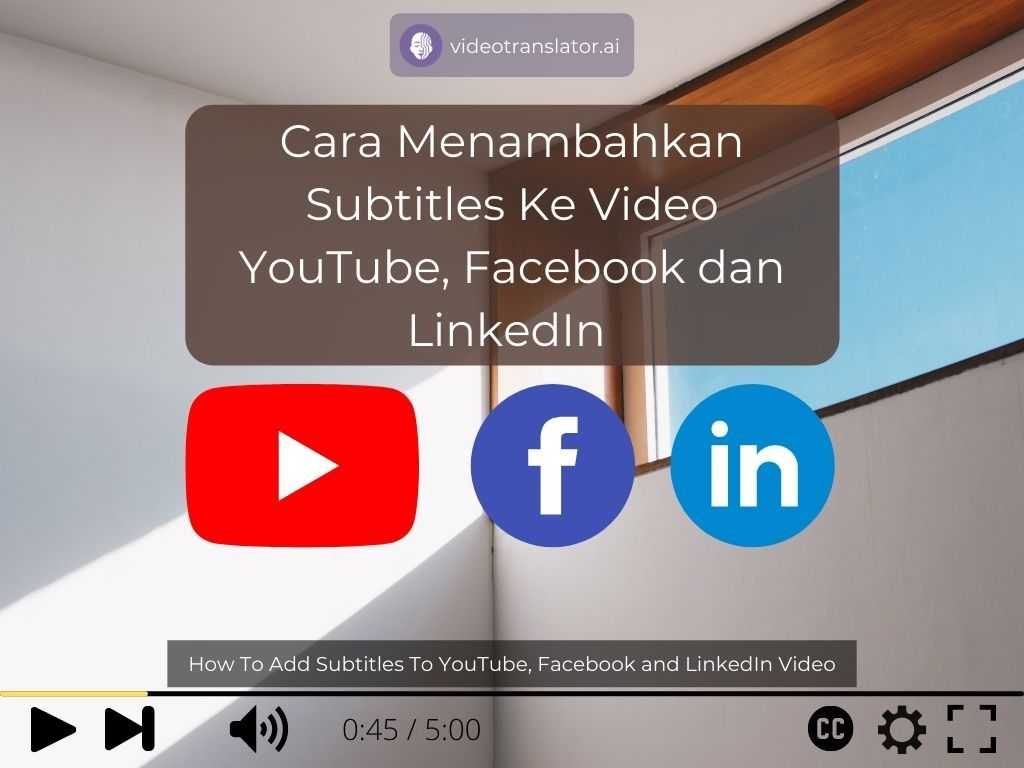 videotranslator.ai
Cara Menambahkan
Subtitles Ke Video
YouTube, Facebook dan
LinkedIn
f
in
How To Add Subtitles To YouTube, Facebook and LinkedIn Video
0:45 / 5:00
CC